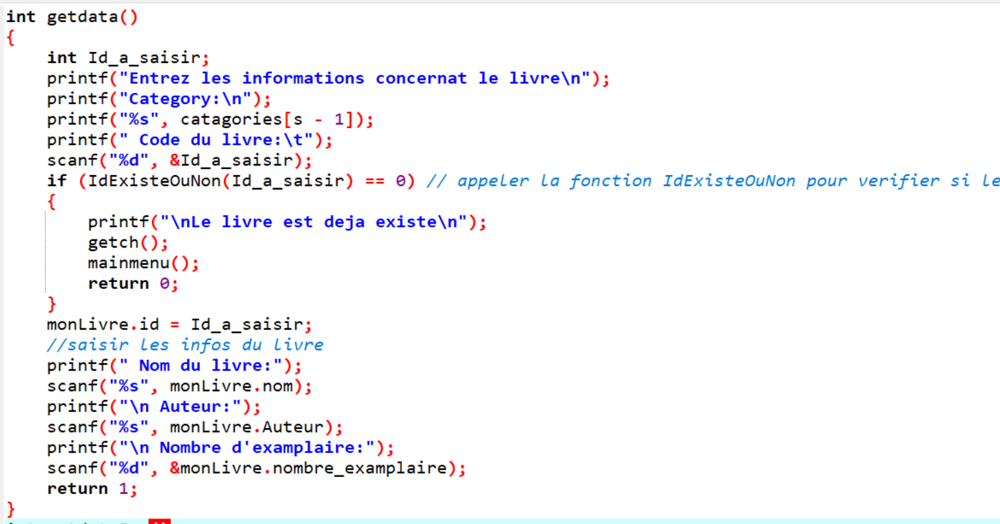 int getdata()
{
    int Id_a_saisir;
    printf("Entrez les informations concernat le livre\n");
    printf("Category:\n");
    printf("%s", catagories[s - 1]);
    printf(" Code du livre:\t");
    scanf("%d", &Id_a_saisir);
    if (IdExisteOuNon(Id_a_saisir) == 0) // appeler la fonction IdExisteOuNon pour verifier si le
    {
        printf("\nLe livre est deja existe\n");
        getch();
        mainmenu();
        return 0;
    }
    monLivre.id = Id_a_saisir;
    //saisir les infos du livre
    printf(" Nom du livre:");
    scanf("%s", monLivre.nom);
    printf("\n Auteur:");
    scanf("%s", monLivre.Auteur);
    printf("\n Nombre d'examplaire:");
    scanf("%d", &monLivre.nombre_examplaire);
    return 1;
}